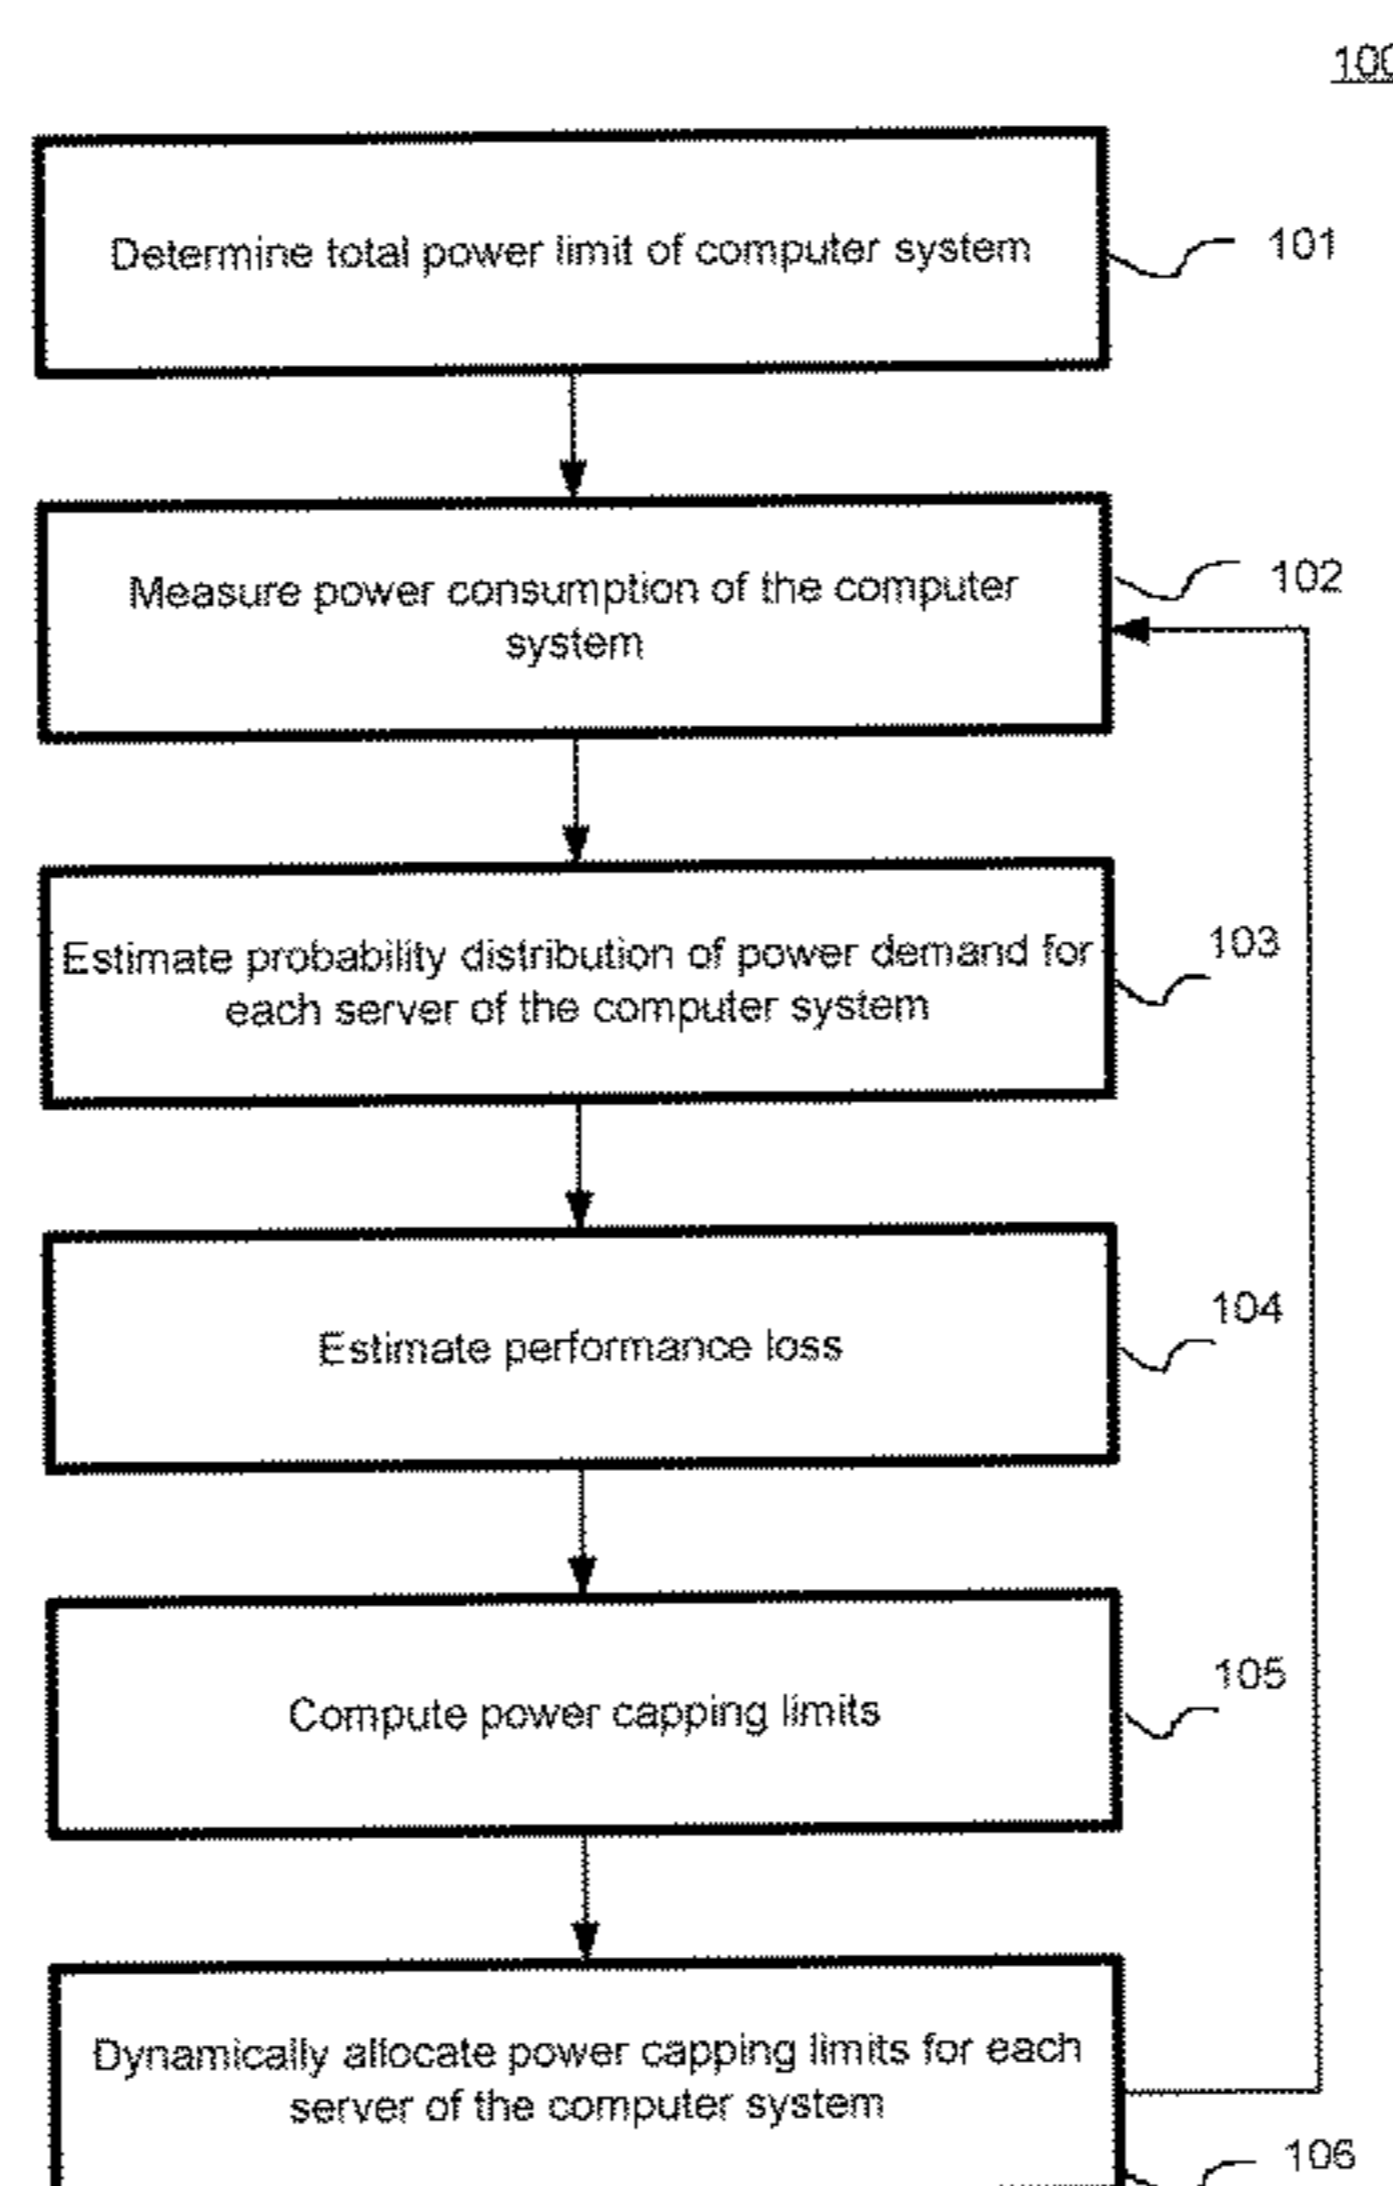 100
Determine total power limit of computer system
101
Measure power consumption of the computer
system
102
Estimate probability distribution of power demand for
each server of the computer system
103
Estimate performance loss
104
Compute power capping limits
105
Dynamically allocate power capping limits for each
server of the computer system
106